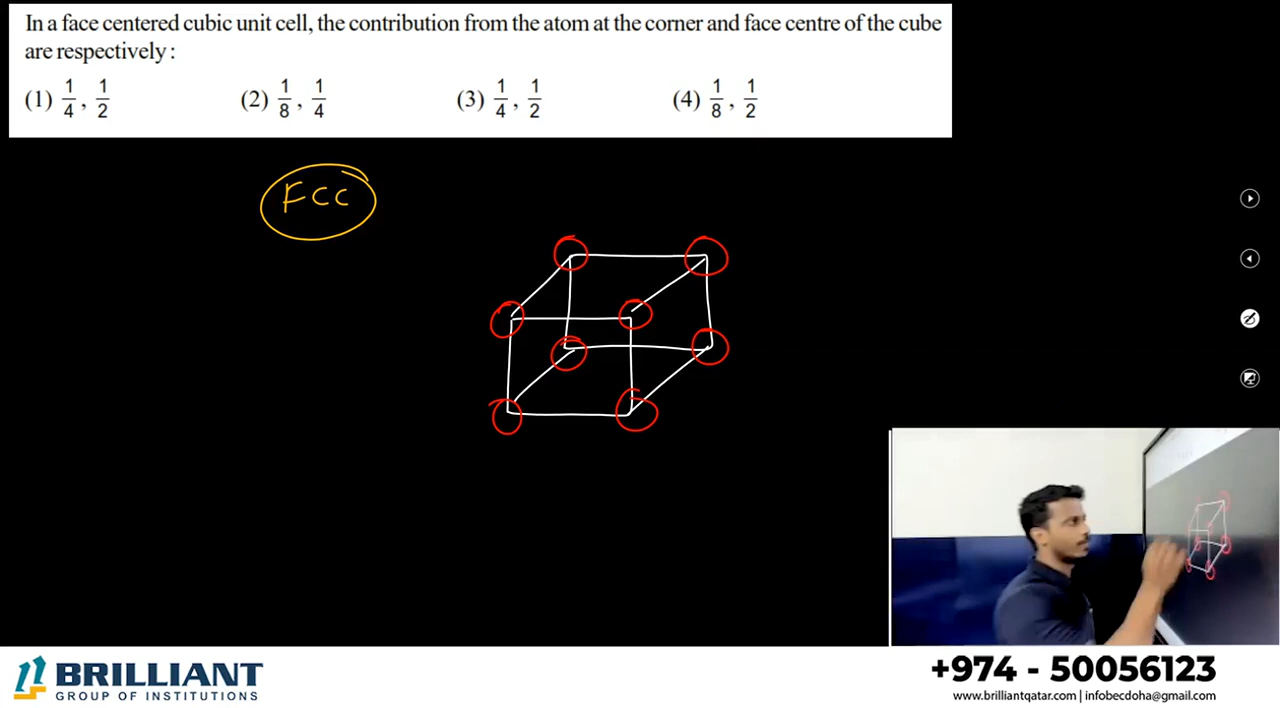 In a face centered cubic unit cell, the contribution from the atom at the corner and face centre of the cube
are respectively :
(1) 1/4 , 1/2 (2) 1/8 , 1/4 (3) 1/4 , 1/2 (4) 1/8 , 1/2
FCC
BRILLIANT
GROUP OF INSTITUTIONS
+974 - 50056123
www.brilliantqatar.com | infobecdoha@gmail.com